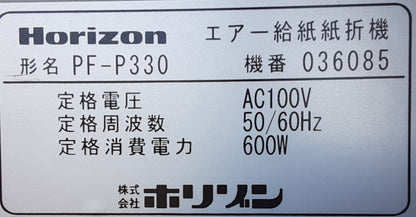 Horizon エアー給紙紙折機
形名 PF-P330 機番 036085
定格電圧 AC100V
定格周波数 50/60Hz
定格消費電力 600W
株式会社 ホリゾン